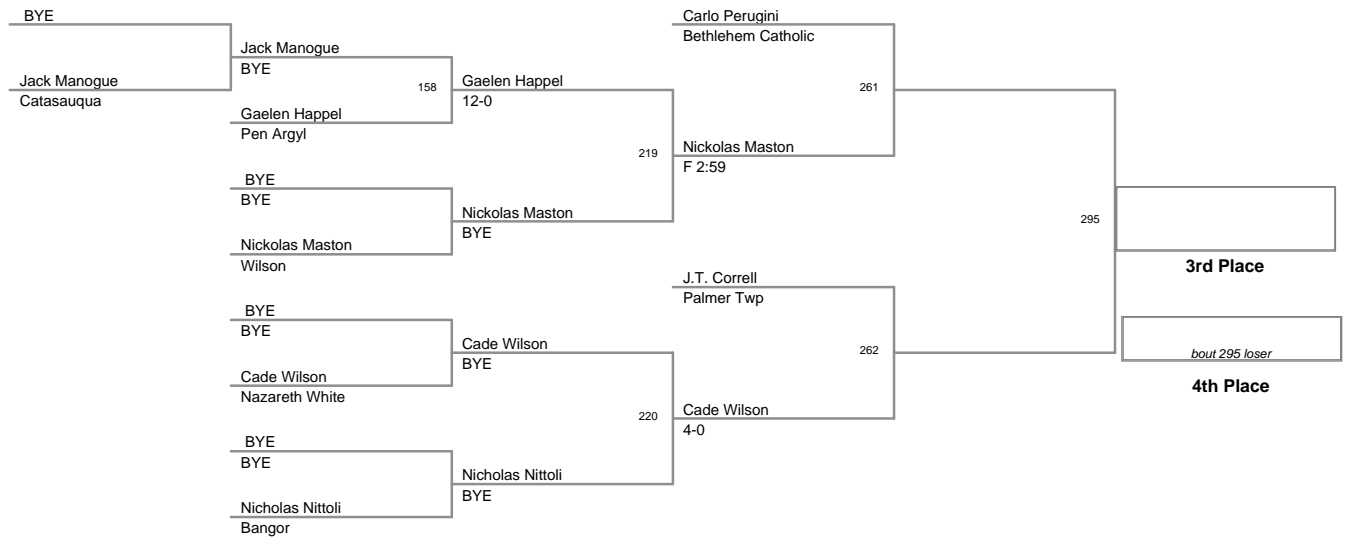 BYE
Jack Manogue
Catasauqua
Jack Manogue
BYE
158
Gaelen Happel
Pen Argyl
BYE
BYE
Nickolas Maston
Wilson
BYE
BYE
Cade Wilson
Nazareth White
BYE
BYE
Nicholas Nittoli
Bangor
Gaelen Happel
12-0
219
Nickolas Maston
BYE
Cade Wilson
BYE
220
Nicholas Nittoli
BYE
Carlo Perugini
Bethlehem Catholic
261
Nickolas Maston
F 2:59
J.T. Correll
Palmer Twp
262
Cade Wilson
4-0
295
3rd Place
bout 295 loser
4th Place